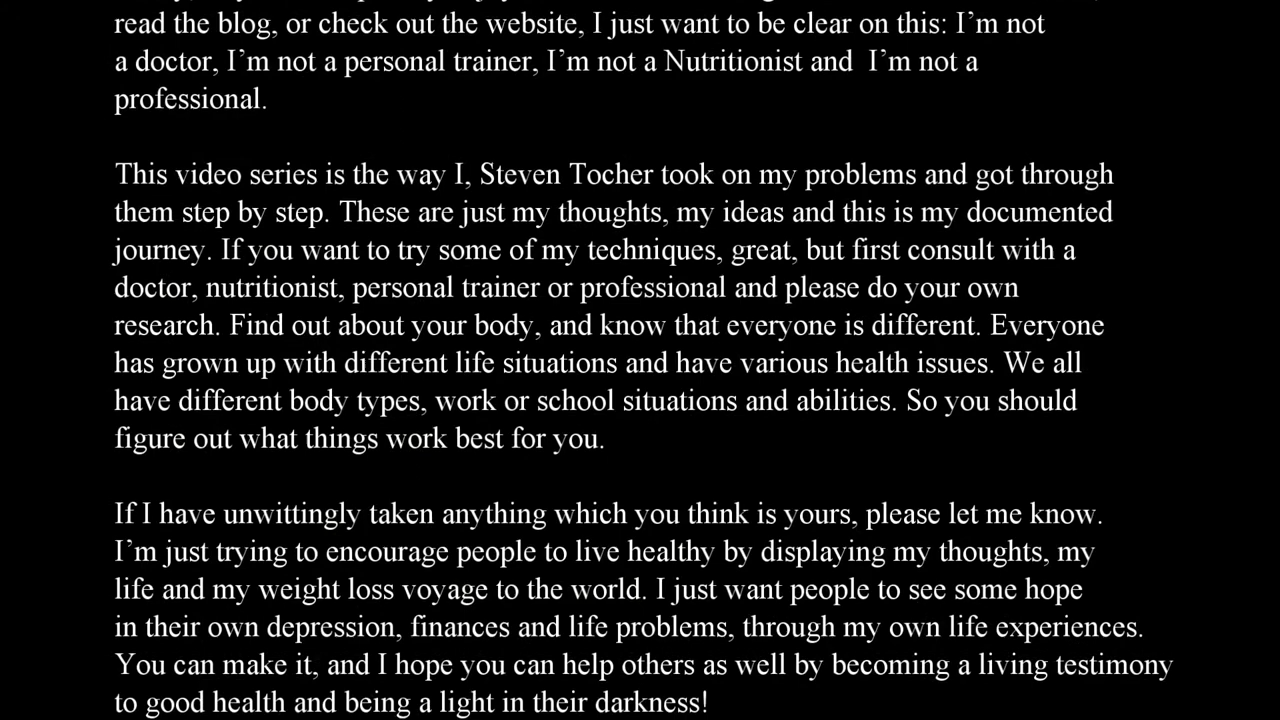 read the blog, or check out the website, I just want to be clear on this: I’m not
a doctor, I’m not a personal trainer, I’m not a Nutritionist and  I’m not a
professional.
This video series is the way I, Steven Tocher took on my problems and got through
them step by step. These are just my thoughts, my ideas and this is my documented
journey. If you want to try some of my techniques, great, but first consult with a
doctor, nutritionist, personal trainer or professional and please do your own
research. Find out about your body, and know that everyone is different. Everyone
has grown up with different life situations and have various health issues. We all
have different body types, work or school situations and abilities. So you should
figure out what things work best for you.
If I have unwittingly taken anything which you think is yours, please let me know.
I’m just trying to encourage people to live healthy by displaying my thoughts, my
life and my weight loss voyage to the world. I just want people to see some hope
in their own depression, finances and life problems, through my own life experiences.
You can make it, and I hope you can help others as well by becoming a living testimony
to good health and being a light in their darkness!